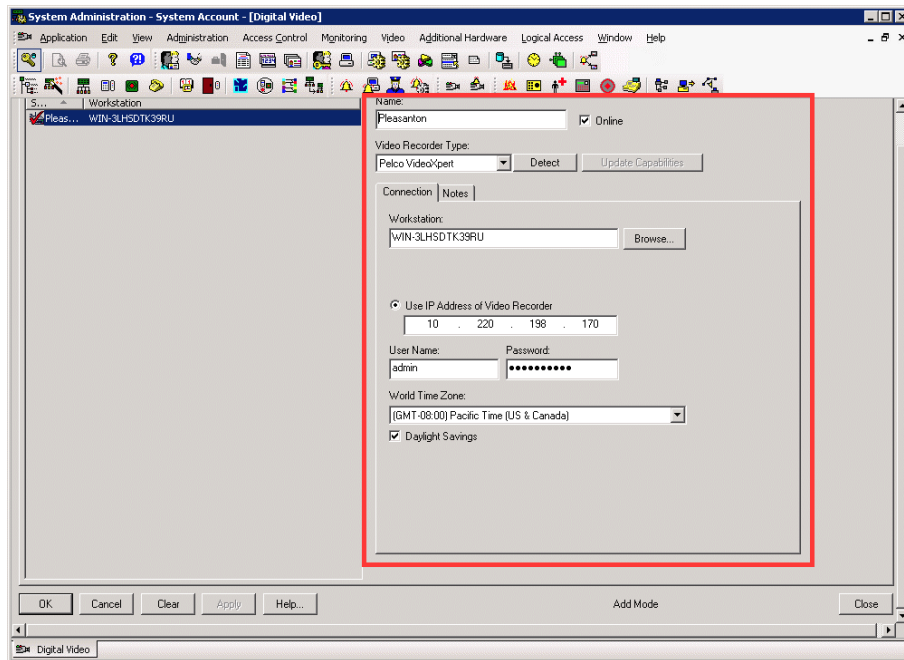 System Administration - System Account - [Digital Video]
Application Edit View Administration Access Control Monitoring Video Additional Hardware Logical Access Window Help
S... Workstation
Pleas... WIN-3LHSDTK39RU
Name:
Pleasanton
Online
Video Recorder Type:
Pelco VideoXpert
Detect
Update Capabilities
Connection Notes
Workstation:
WIN-3LHSDTK39RU
Browse...
Use IP Address of Video Recorder
10 . 220 . 198 . 170
User Name: Password:
admin ●●●●●●●●●●
World Time Zone:
(GMT-08:00) Pacific Time (US & Canada)
Daylight Savings
OK Cancel Clear Apply Help... Add Mode Close
Digital Video